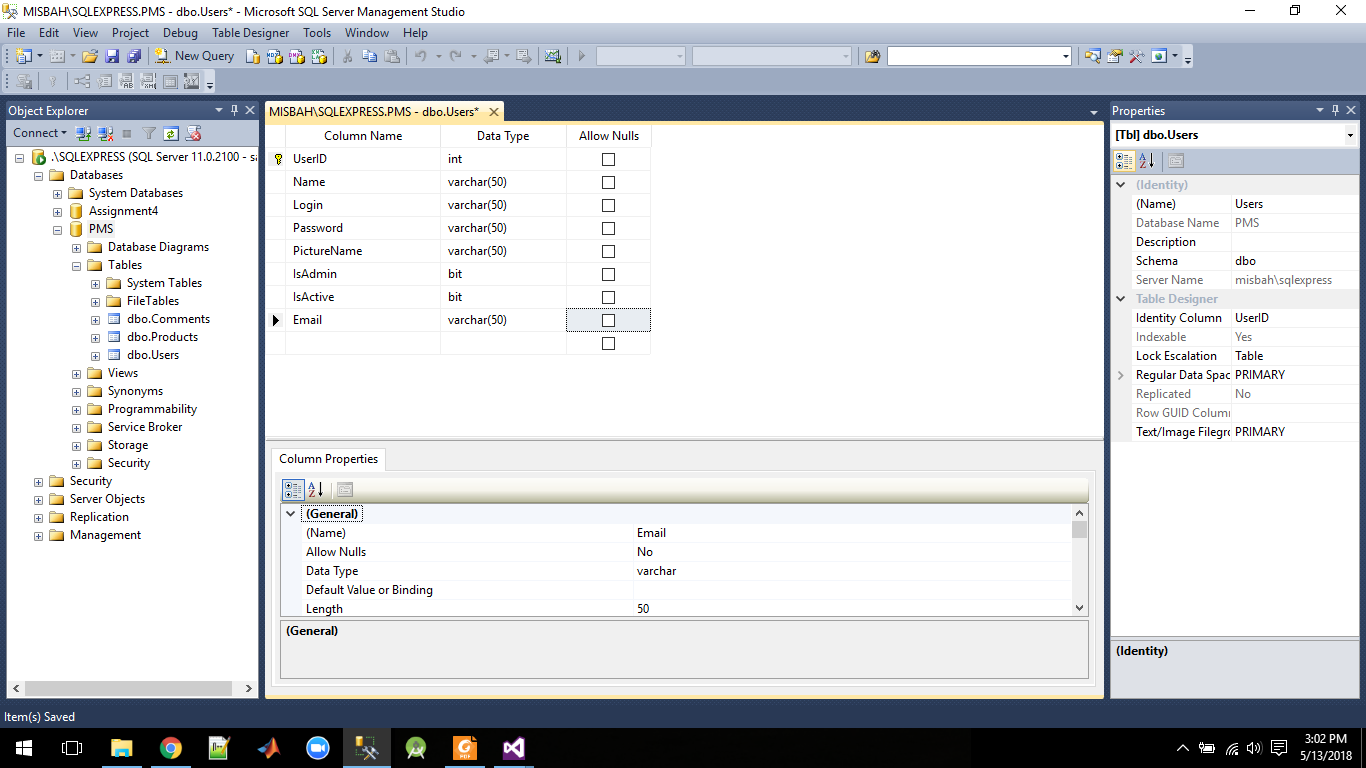 MISBAH\SQLEXPRESS.PMS - dbo.Users* - Microsoft SQL Server Management Studio
File Edit View Project Debug Table Designer Tools Window Help
New Query
Object Explorer
Connect
.\SQLEXPRESS (SQL Server 11.0.2100 - sa
Databases
System Databases
Assignment4
PMS
Database Diagrams
Tables
System Tables
FileTables
dbo.Comments
dbo.Products
dbo.Users
Views
Synonyms
Programmability
Service Broker
Storage
Security
Security
Server Objects
Replication
Management
MISBAH\SQLEXPRESS.PMS - dbo.Users*
Column Name Data Type Allow Nulls
UserID int
Name varchar(50)
Login varchar(50)
Password varchar(50)
PictureName varchar(50)
IsAdmin bit
IsActive bit
Email varchar(50)
Column Properties
(General)
(Name) Email
Allow Nulls No
Data Type varchar
Default Value or Binding
Length 50
(General)
Properties
[Tbl] dbo.Users
(Identity)
(Name) Users
Database Name PMS
Description
Schema dbo
Server Name misbah\sqlexpress
Table Designer
Identity Column UserID
Indexable Yes
Lock Escalation Table
Regular Data Spac PRIMARY
Replicated No
Row GUID Colum
Text/Image Filegro PRIMARY
(Identity)
Item(s) Saved
3:02 PM
5/13/2018